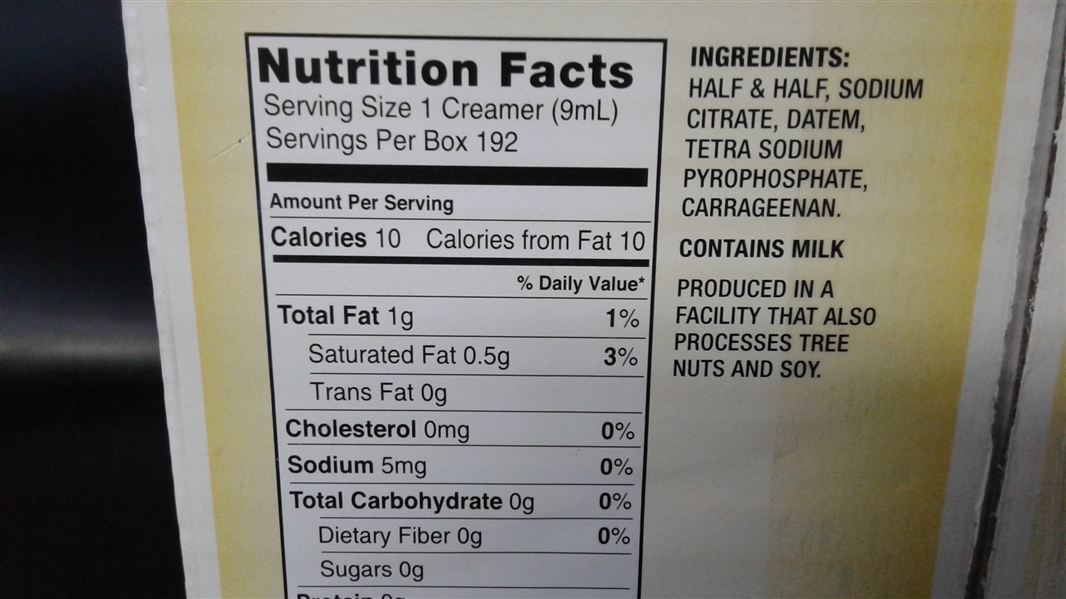 Nutrition Facts
Serving Size 1 Creamer (9mL)
Servings Per Box 192
Amount Per Serving
Calories 10 Calories from Fat 10
% Daily Value*
Total Fat 1g 1%
Saturated Fat 0.5g 3%
Trans Fat 0g
Cholesterol 0mg 0%
Sodium 5mg 0%
Total Carbohydrate 0g 0%
Dietary Fiber 0g 0%
Sugars 0g
Protein 0g
INGREDIENTS:
HALF & HALF, SODIUM
CITRATE, DATEM,
TETRA SODIUM
PYROPHOSPHATE,
CARRAGEENAN.
CONTAINS MILK
PRODUCED IN A
FACILITY THAT ALSO
PROCESSES TREE
NUTS AND SOY.